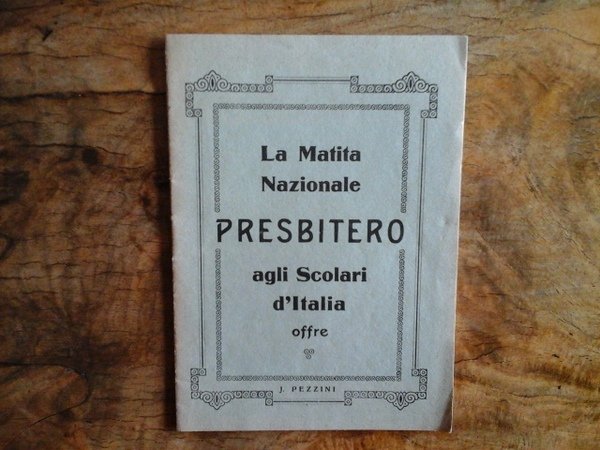 La Matita
Nazionale
PRESBITERO
agli Scolari
d'Italia
offre
J. PEZZINI